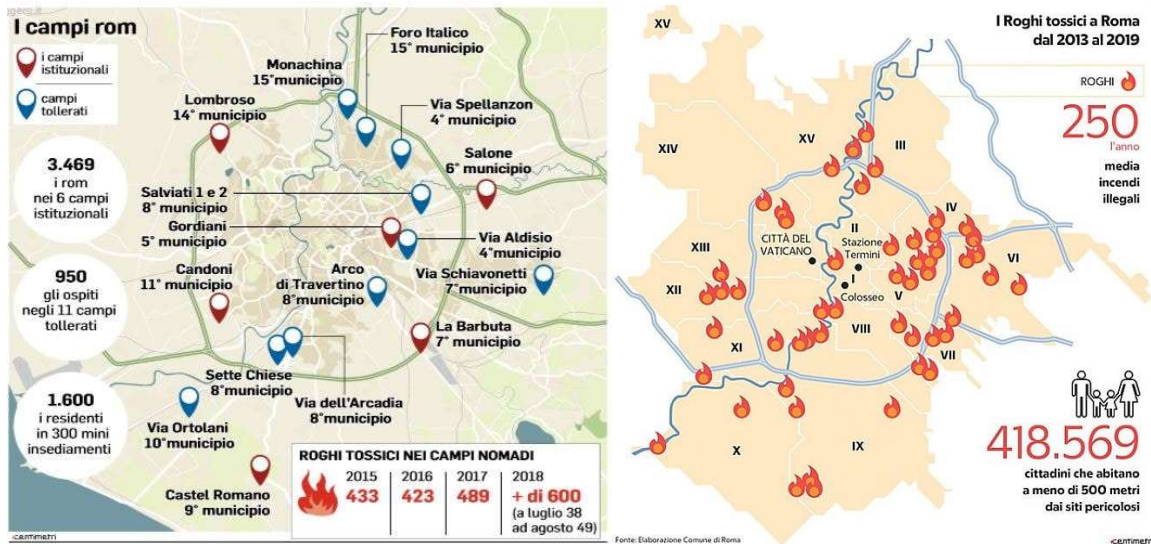 I campi rom
i campi
istituzionali
campi
tollerati
3.469
i rom
nei 6 campi
istituzionali
950
gli ospiti
negli 11 campi
tollerati
1.600
i residenti
in 300 mini
insediamenti
Foro Italico
15° municipio
Monachina
15°municipio
Lombroso
14° municipio
Via Spellanzon
4° municipio
Salone
6° municipio
Salviati 1 e 2
8° municipio
Gordiani
5° municipio
Via Aldisio
4°municipio
Candoni
11° municipio
Arco
di Travertino
8°municipio
Via Schiavonetti
7°municipio
La Barbuta
7° municipio
Sette Chiese
8°municipio
Via dell'Arcadia
8°municipio
Via Ortolani
10°municipio
Castel Romano
9° municipio
ROGHI TOSSICI NEI CAMPI NOMADI
2015
433
2016
423
2017
489
2018
+ di 600
(a luglio 38
ad agosto 49)
centimetri
I Roghi tossici a Roma
dal 2013 al 2019
ROGHI
250
l'anno
media
incendi
illegali
XV
XV
XIV
III
IV
II
XIII
CITTÀ DEL
VATICANO
Stazione
Termini
VI
XII
I
Colosseo
V
VIII
XI
VII
X
IX
418.569
cittadini che abitano
a meno di 500 metri
dai siti pericolosi
Fonte: Elaborazione Comune di Roma
centimetri